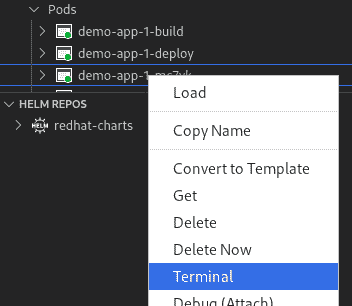 Pods
demo-app-1-build
demo-app-1-deploy
demo-app-1-
HELM REPOS
HELM
redhat-charts
Load
Copy Name
Convert to Template
Get
Delete
Delete Now
Terminal
Debug (Attach)